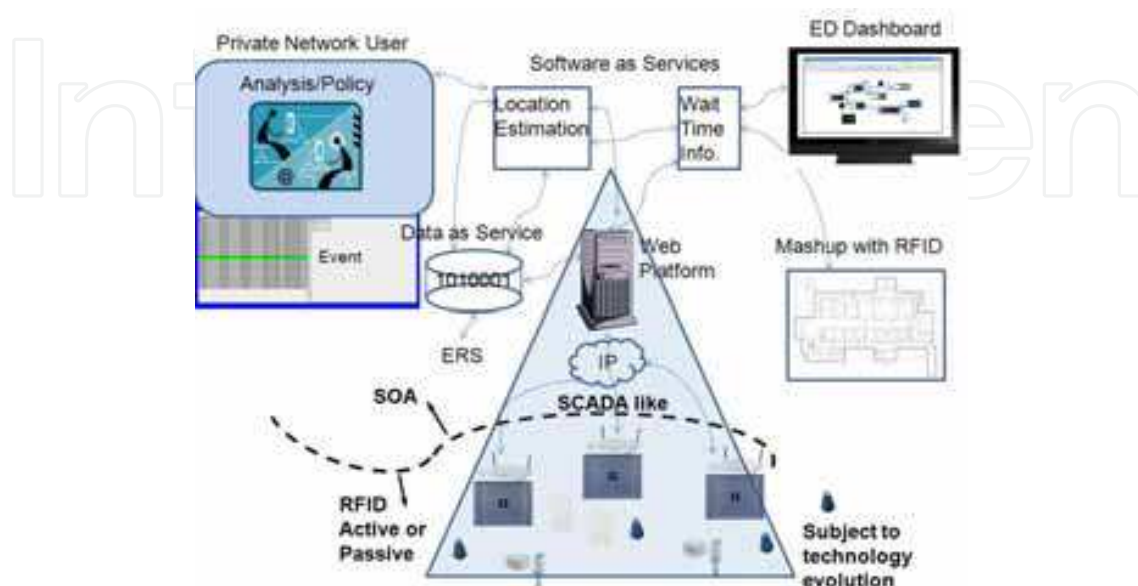 ED Dashboard
Private Network User
Analysis/Policy
Software as Services
Location
Estimation
Wait
Time
Info.
@
Event
Data as Service
1010001
Web
Platform
Mashup with RFID
ERS
IP
SOA
SCADA like
RFID
Active or
Passive
Subject to
technology
evolution